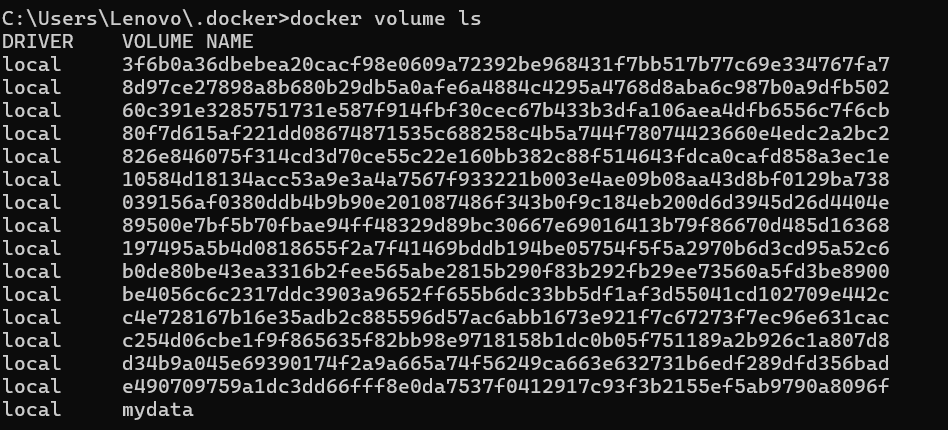 C:\Users\Lenovo\.docker>docker volume ls
DRIVER    VOLUME NAME
local     3f6b0a36dbebea20cacf98e0609a72392be968431f7bb517b77c69e334767fa7
local     8d97ce27898a8b680b29db5a0afe6a4884c4295a4768d8aba6c987b0a9dfb502
local     60c391e3285751731e587f914fbf30cec67b433b3dfa106aea4dfb6556c7f6cb
local     80f7d615af221dd08674871535c688258c4b5a744f78074423660e4edc2a2bc2
local     826e846075f314cd3d70ce55c22e160bb382c88f514643fdca0cafd858a3ec1e
local     10584d18134acc53a9e3a4a7567f933221b003e4ae09b08aa43d8bf0129ba738
local     039156af0380ddb4b9b90e201087486f343b0f9c184eb200d6d3945d26d4404e
local     89500e7bf5b70fbae94ff48329d89bc30667e69016413b79f86670d485d16368
local     197495a5b4d0818655f2a7f41469bddb194be05754f5f5a2970b6d3cd95a52c6
local     b0de80be43ea3316b2fee565abe2815b290f83b292fb29ee73560a5fd3be8900
local     be4056c6c2317ddc3903a9652ff655b6dc33bb5df1af3d55041cd102709e442c
local     c4e728167b16e35adb2c885596d57ac6abb1673e921f7c67273f7ec96e631cac
local     c254d06cbe1f9f865635f82bb98e9718158b1dc0b05f751189a2b926c1a807d8
local     d34b9a045e69390174f2a9a665a74f56249ca663e632731b6edf289dfd356bad
local     e490709759a1dc3dd66fff8e0da7537f0412917c93f3b2155ef5ab9790a8096f
local     mydata